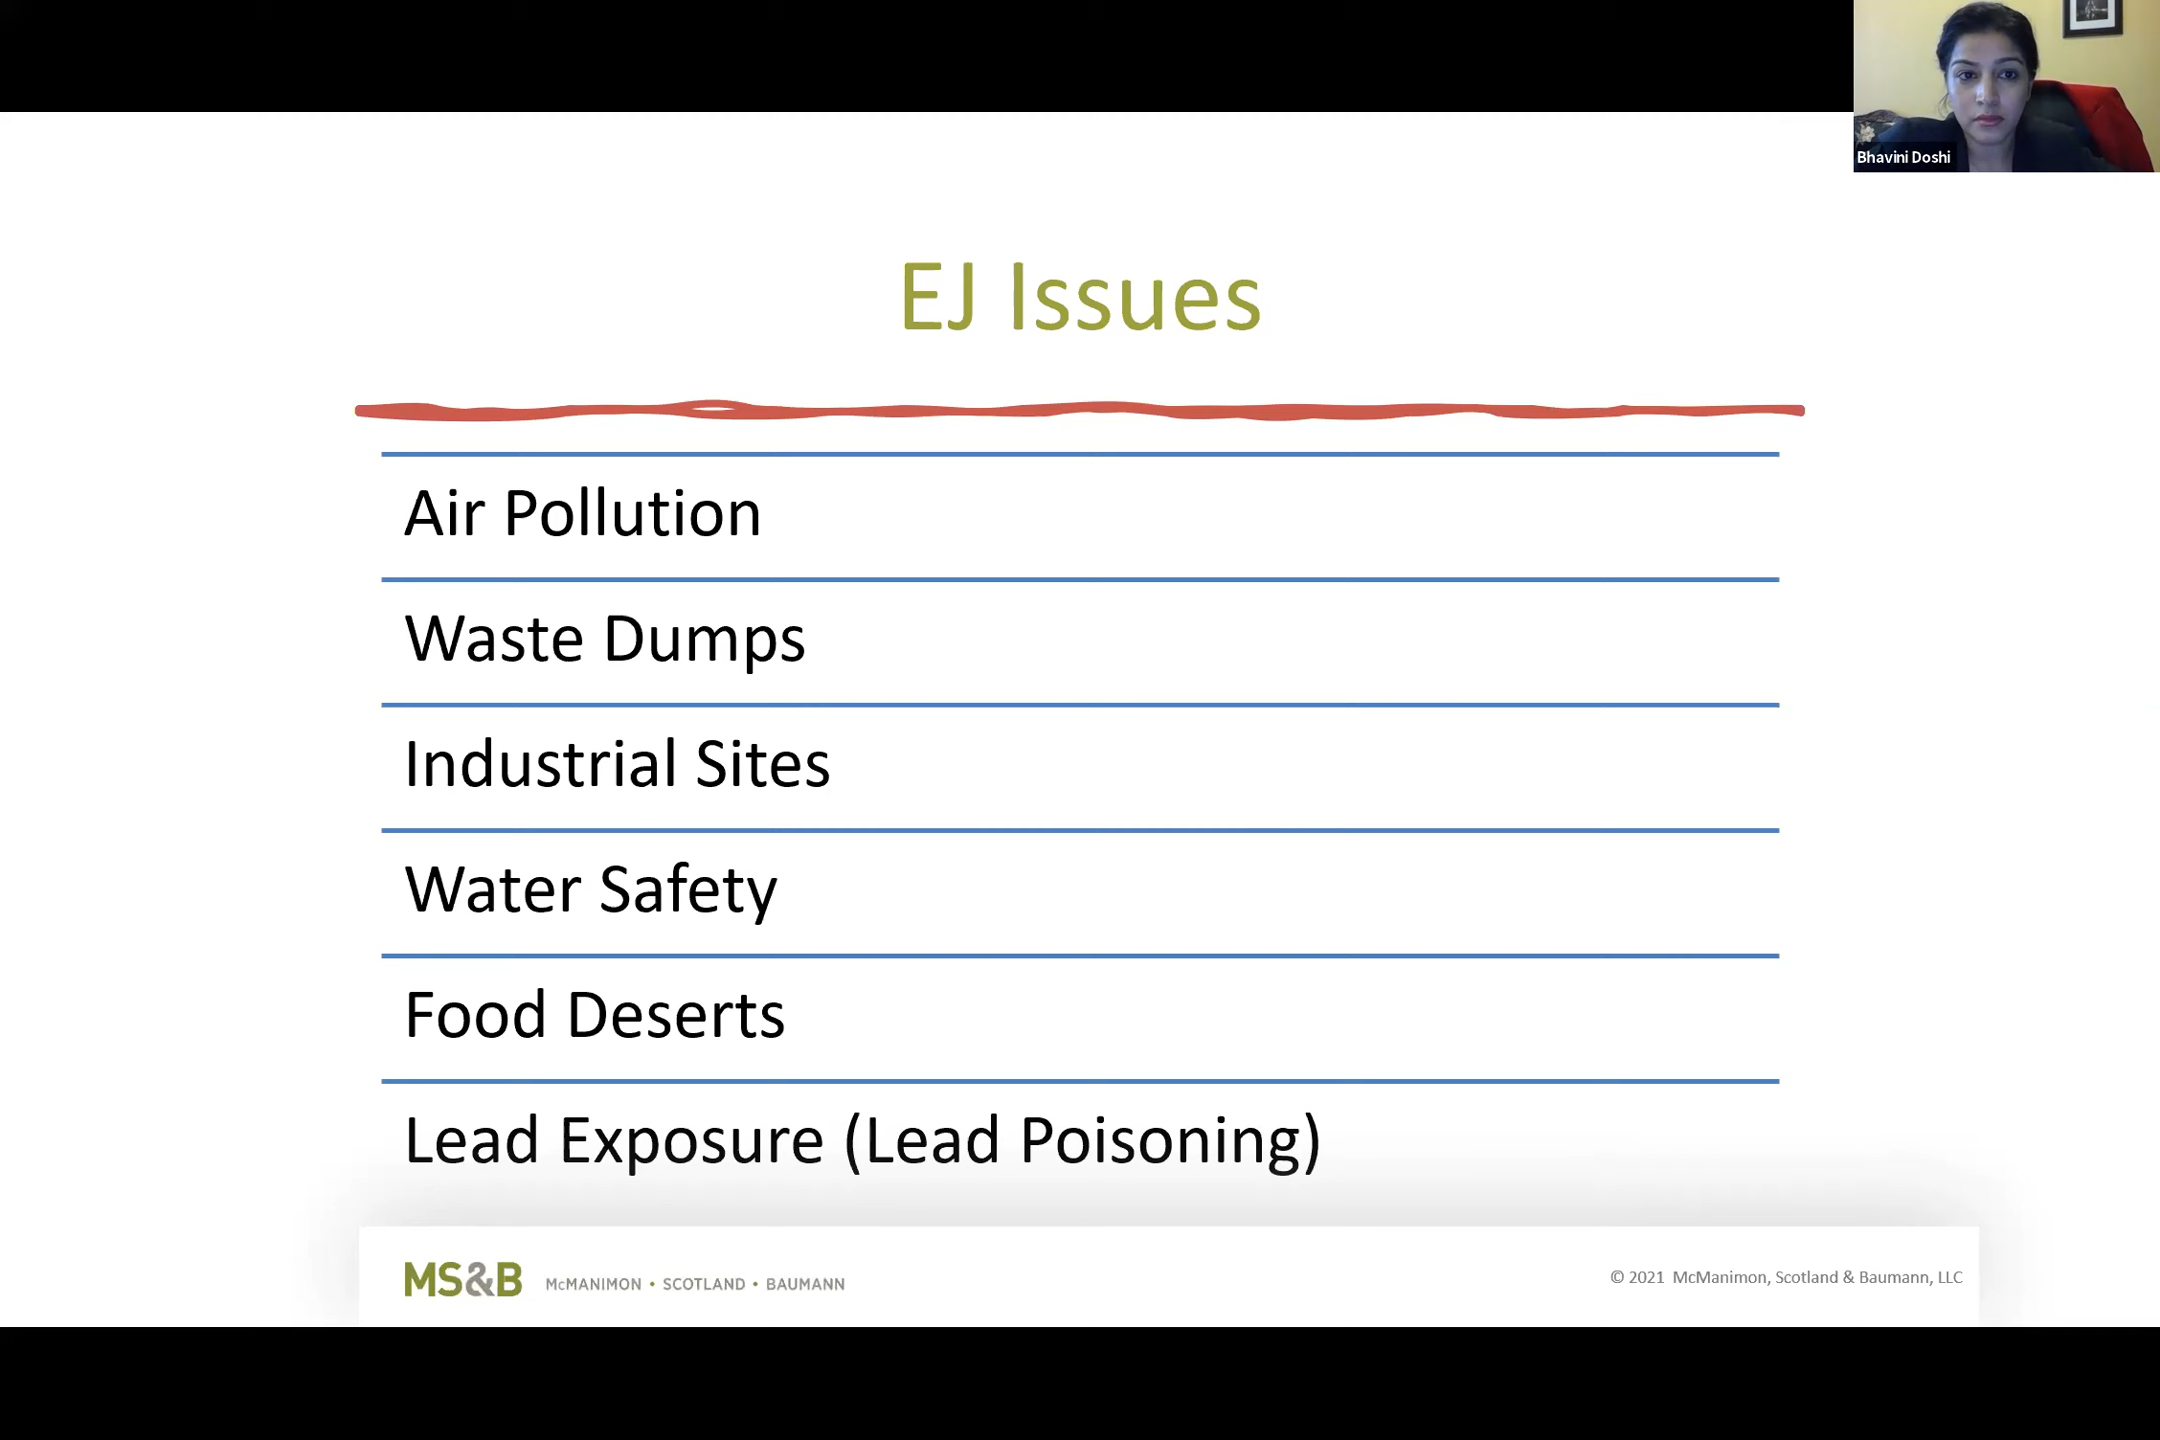 Bhavini Doshi
EJ Issues
Air Pollution
Waste Dumps
Industrial Sites
Water Safety
Food Deserts
Lead Exposure (Lead Poisoning)
MS&B McMANIMON • SCOTLAND • BAUMANN
© 2021 McManimon, Scotland & Baumann, LLC